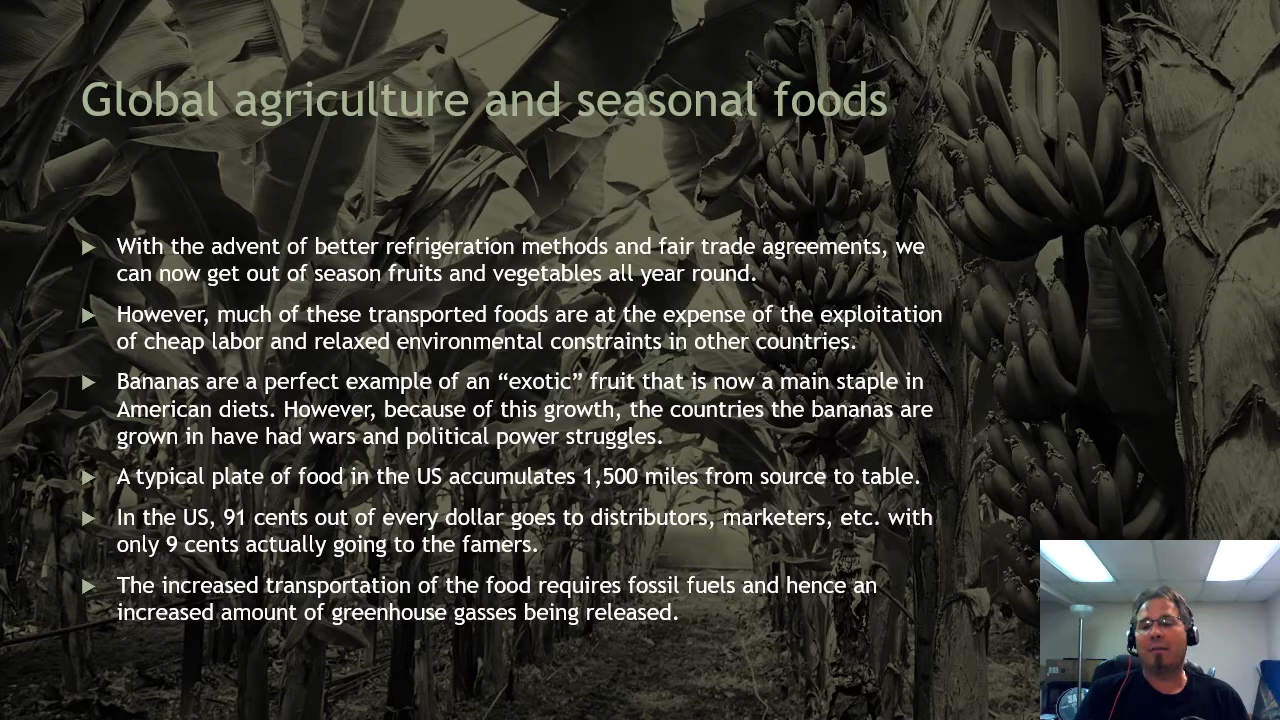 Global agriculture and seasonal foods
With the advent of better refrigeration methods and fair trade agreements, we
can now get out of season fruits and vegetables all year round.
However, much of these transported foods are at the expense of the exploitation
of cheap labor and relaxed environmental constraints in other countries.
Bananas are a perfect example of an “exotic” fruit that is now a main staple in
American diets. However, because of this growth, the countries the bananas are
grown in have had wars and political power struggles.
A typical plate of food in the US accumulates 1,500 miles from source to table.
In the US, 91 cents out of every dollar goes to distributors, marketers, etc. with
only 9 cents actually going to the famers.
The increased transportation of the food requires fossil fuels and hence an
increased amount of greenhouse gasses being released.